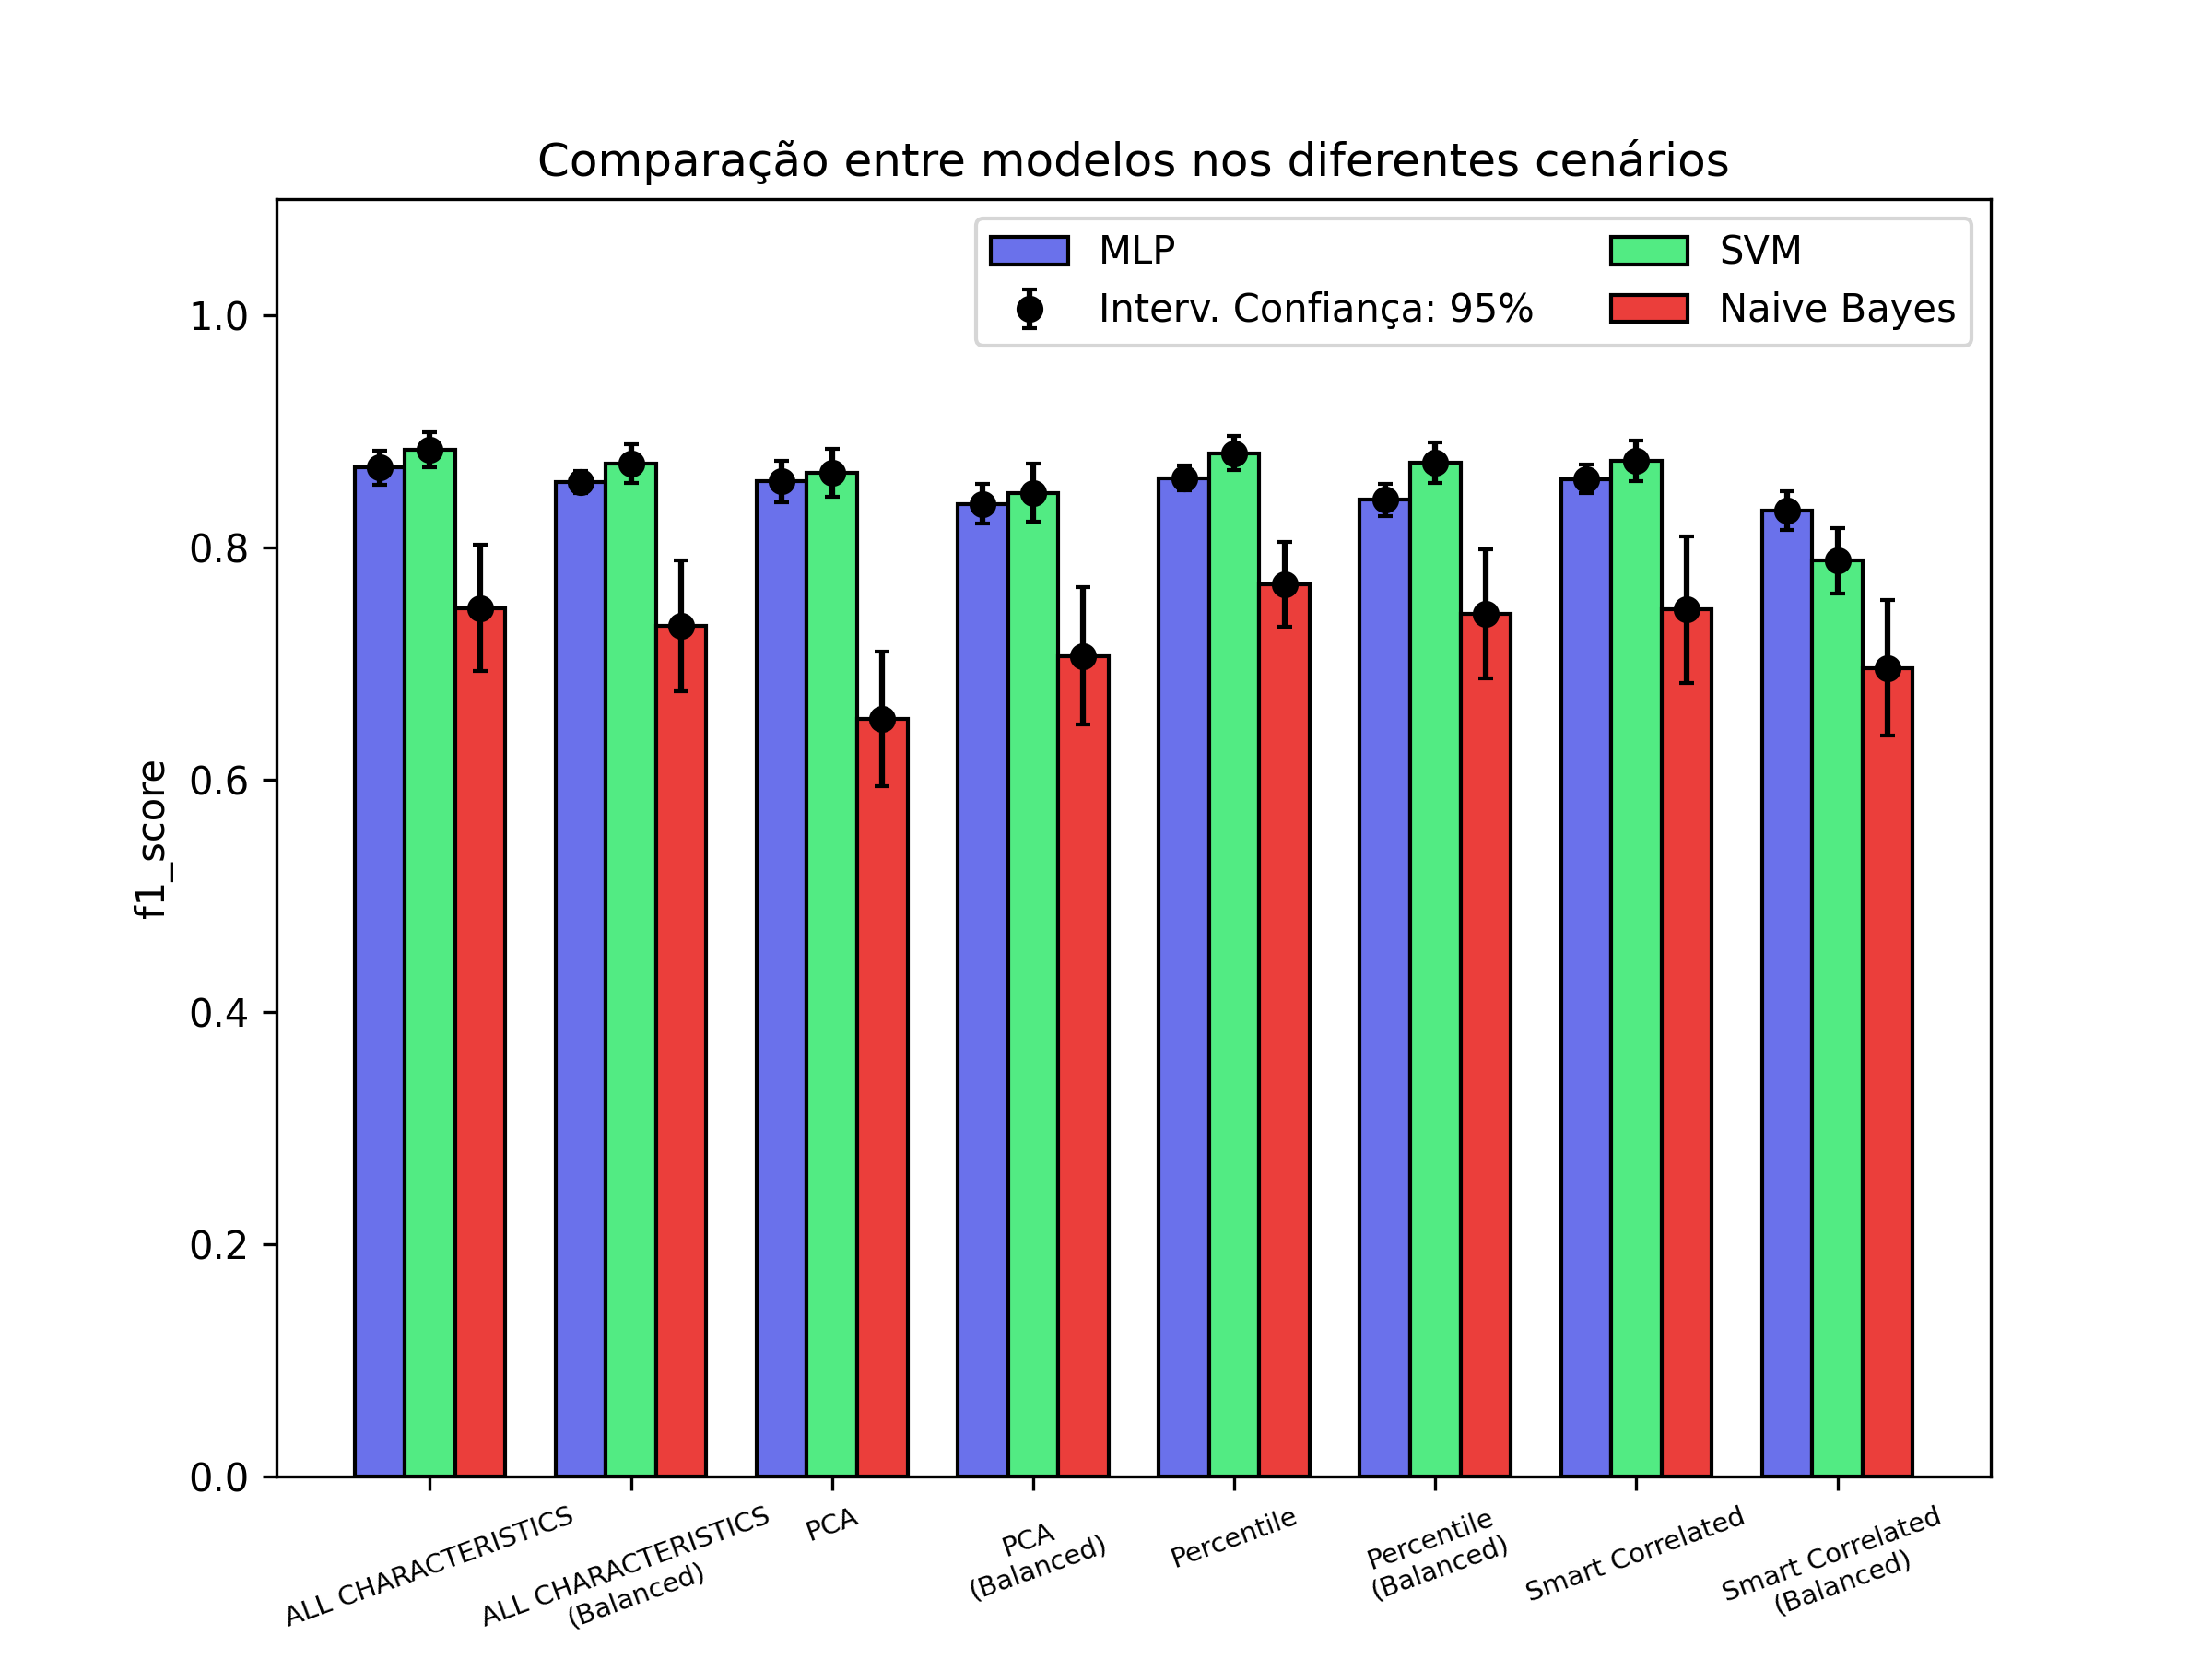 Comparação entre modelos nos diferentes cenários
MLP
Interv. Confiança: 95%
SVM
Naive Bayes
f1_score
1.0
0.8
0.6
0.4
0.2
0.0
ALL CHARACTERISTICS
ALL CHARACTERISTICS
(Balanced)
PCA
PCA
(Balanced)
Percentile
Percentile
(Balanced)
Smart Correlated
Smart Correlated
(Balanced)